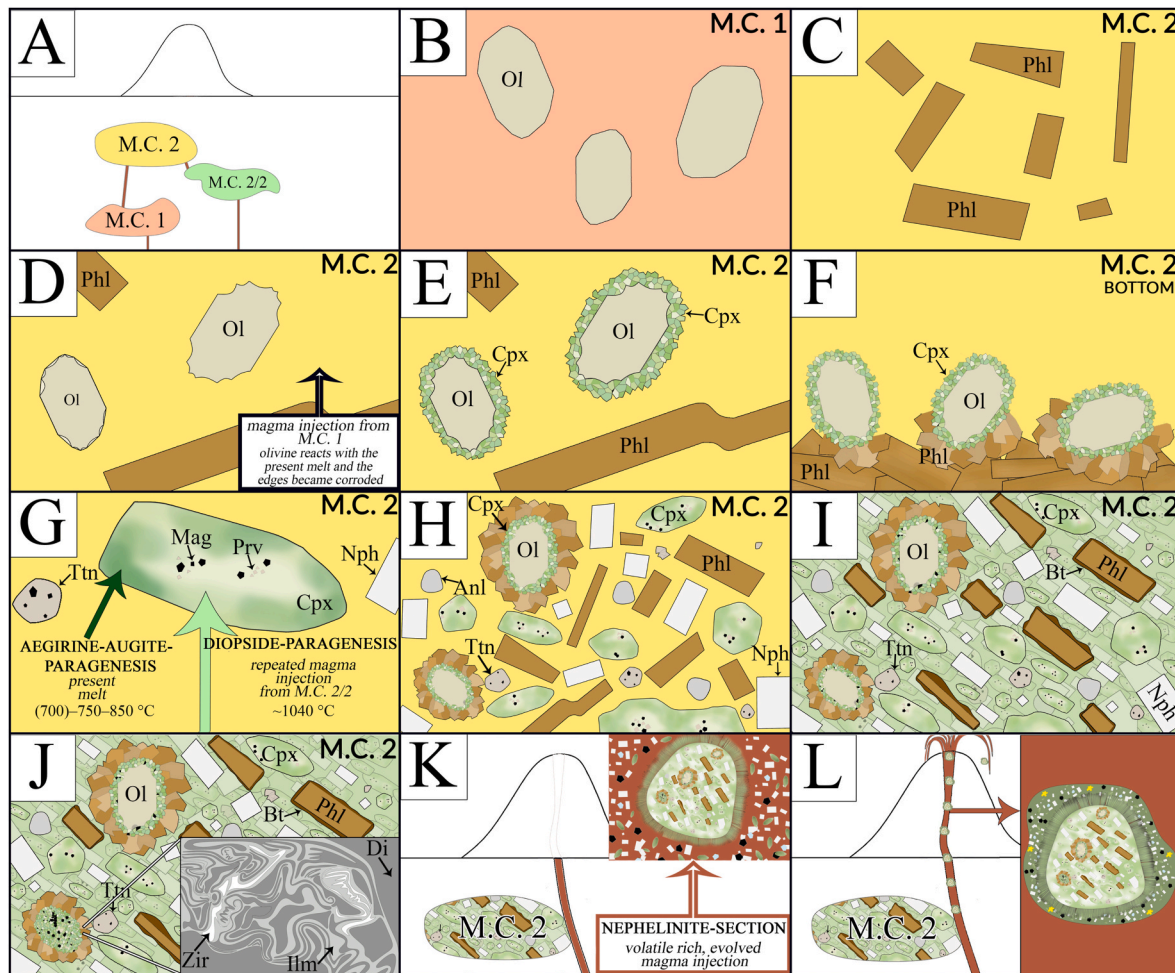 A
M.C. 2
M.C. 2/2
M.C. 1
B
M.C. 1
Ol
C
M.C. 2
Phl
Phl
D
M.C. 2
Phl
Ol
Ol
magma injection from
M.C. 1
olivine reacts with the
present melt and the
edges became corroded
E
M.C. 2
Phl
Ol
Cpx
Cpx
Ol
Phl
F
M.C. 2
BOTTOM
Cpx
Ol
Phl
Phl
G
M.C. 2
Mag
Prv
Nph
Ttn
Cpx
AEGIRINE-AUGITE-
PARAGENESIS
present
melt
(700)–750–850 °C
DIOPSIDE-PARAGENESIS
repeated magma
injection
from M.C. 2/2
~1040 °C
H
M.C. 2
Cpx
Cpx
Ol
Phl
Anl
Ttn
Nph
I
M.C. 2
Cpx
Ol
Phl
Bt
Ttn
Nph
J
M.C. 2
Cpx
Ol
Phl
Bt
Ttn
Di
Zir
Ilm
K
M.C. 2
NEPHELINITE-SECTION
volatile rich, evolved
magma injection
L
M.C. 2